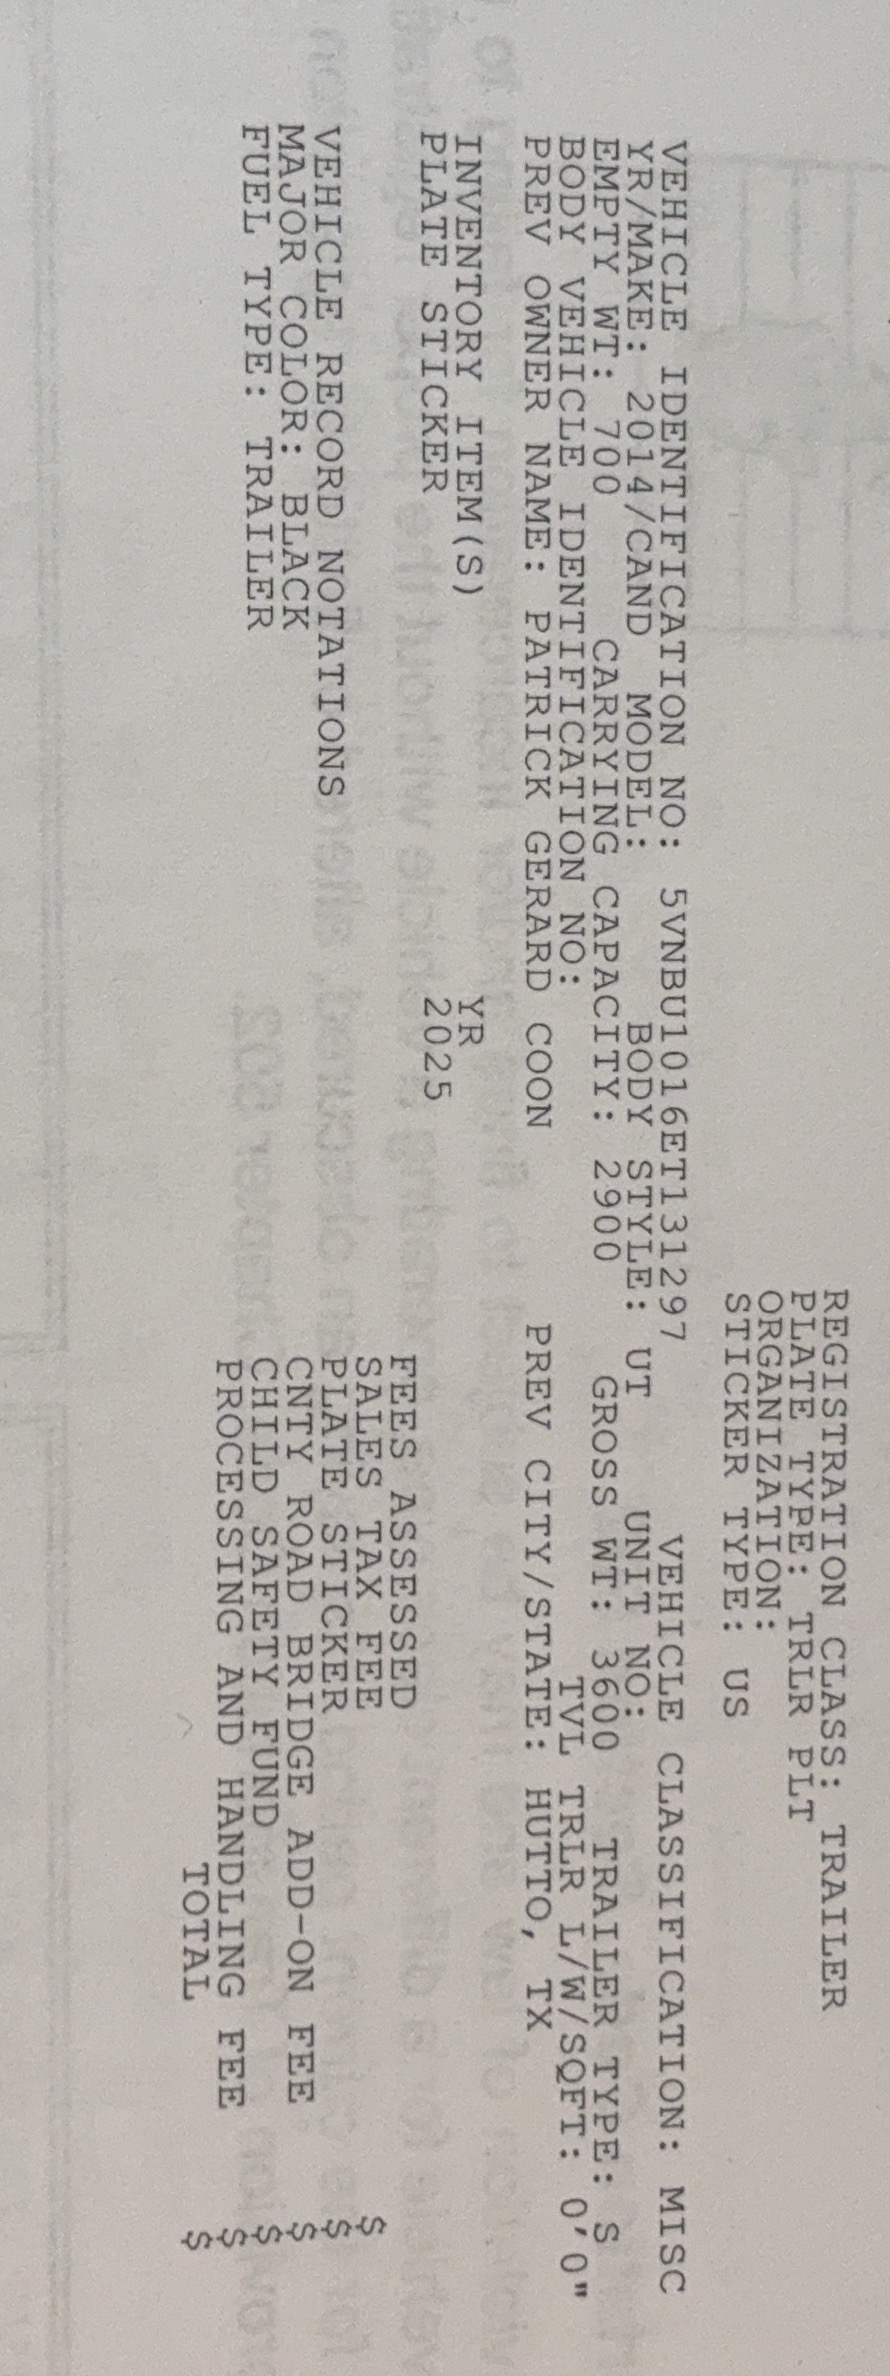 REGISTRATION CLASS: TRAILER
PLATE TYPE: TRLR PLT
ORGANIZATION:
STICKER TYPE: US
VEHICLE IDENTIFICATION NO: 5VNBU1016ET131297 VEHICLE CLASSIFICATION: MISC
YR/MAKE: 2014/CAND MODEL: BODY STYLE: UT UNIT NO:
EMPTY WT: 700 CARRYING CAPACITY: 2900 GROSS WT: 3600 TRAILER TYPE: S
BODY VEHICLE IDENTIFICATION NO: TVL TRLR L/W/SQFT: 0'0"
PREV OWNER NAME: PATRICK GERARD COON PREV CITY/STATE: HUTTO, TX
INVENTORY ITEM(S) YR
PLATE STICKER 2025
FEES ASSESSED
SALES TAX FEE $
PLATE STICKER $
CNTY ROAD BRIDGE ADD-ON FEE $
CHILD SAFETY FUND $
PROCESSING AND HANDLING FEE $
TOTAL $
VEHICLE RECORD NOTATIONS
MAJOR COLOR: BLACK
FUEL TYPE: TRAILER